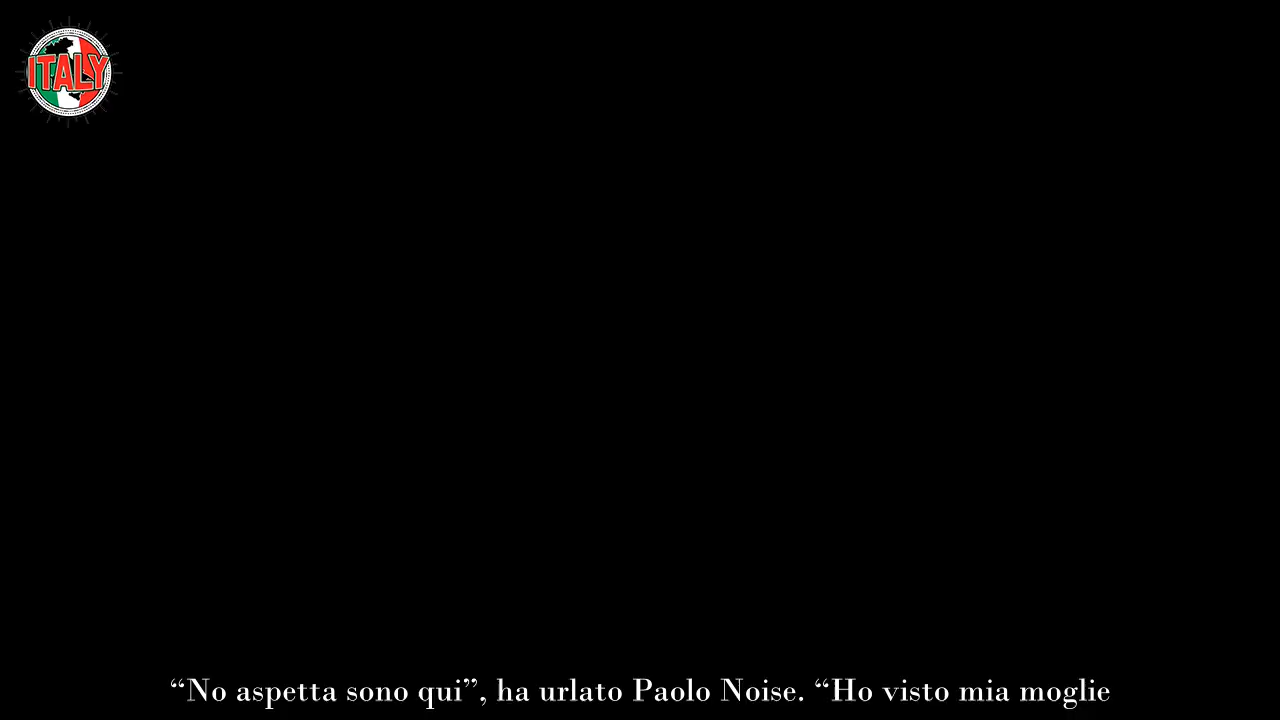 ITALY
“No aspetta sono qui”, ha urlato Paolo Noise. “Ho visto mia moglie